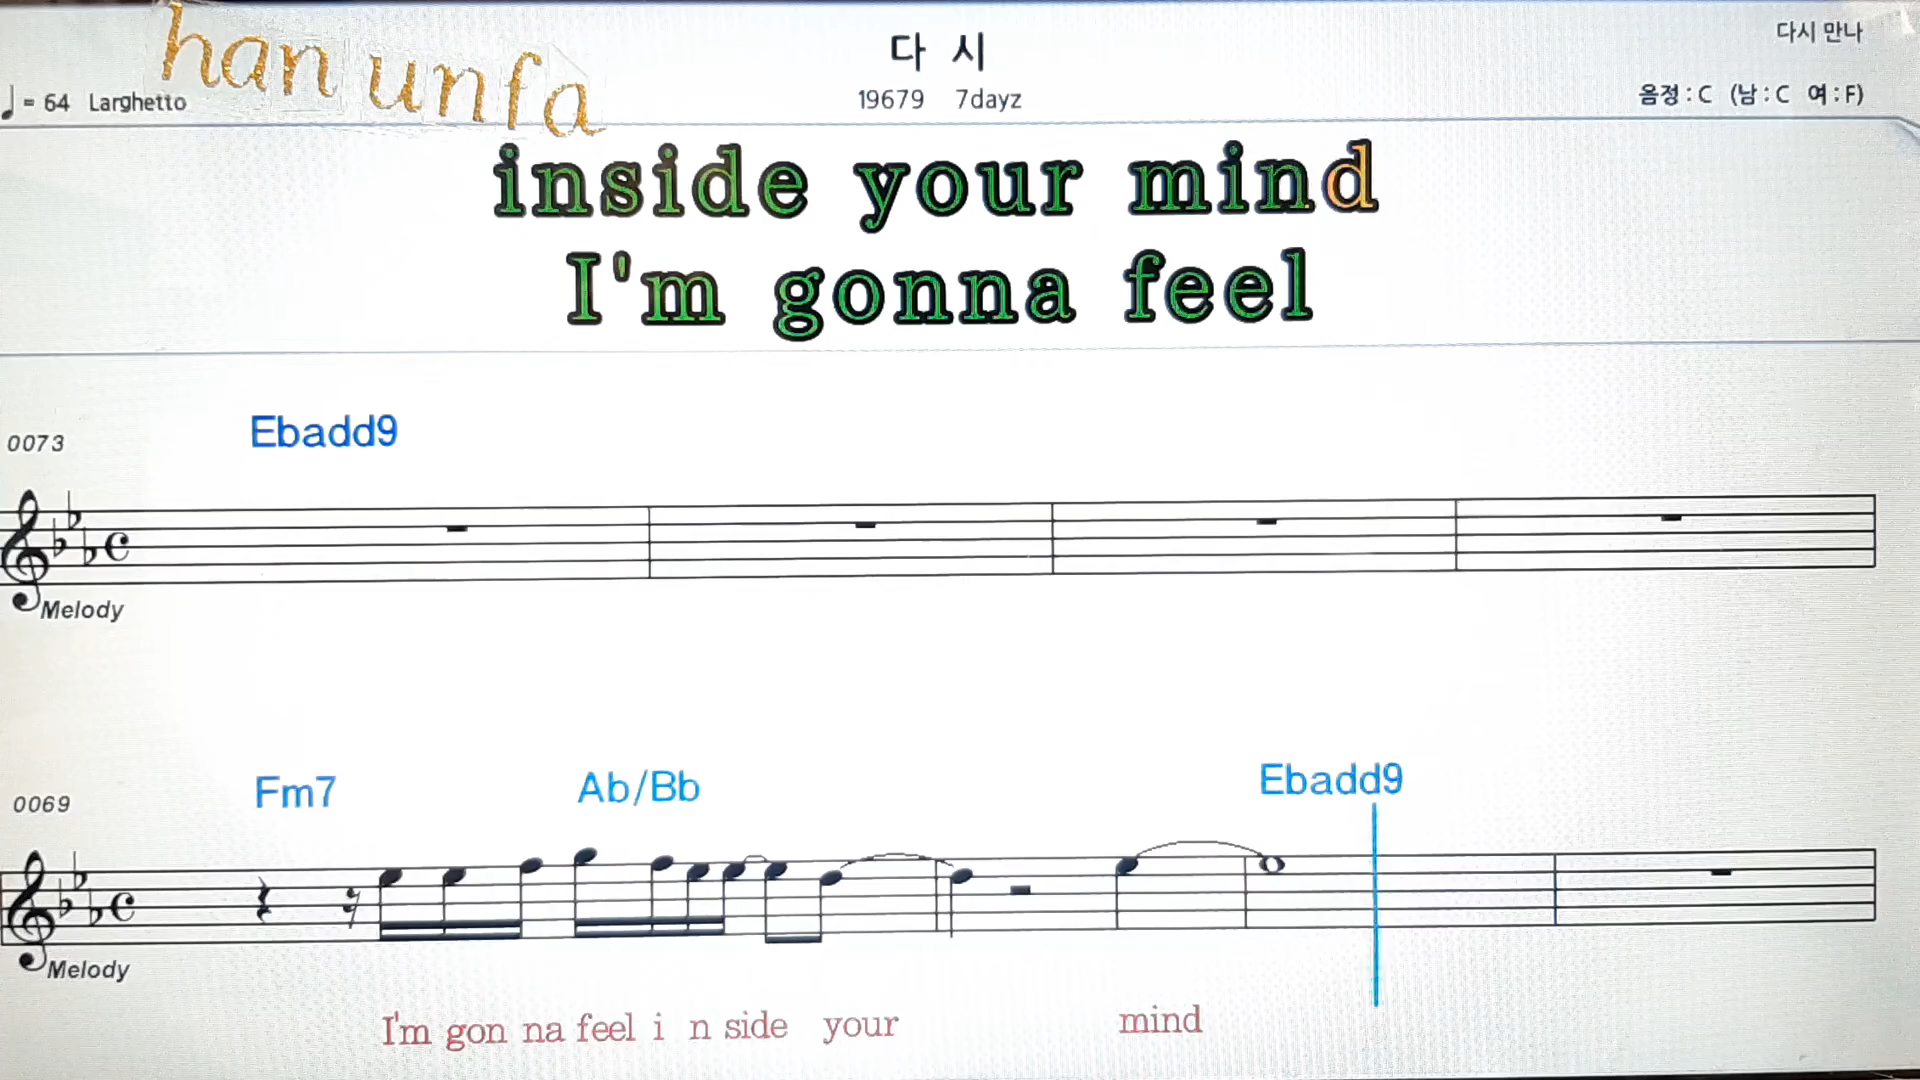 han unfa
다 시
다시 만나
♩= 64 Larghetto
19679 7dayz
음정 : C (남 : C 여 : F)
inside your mind
I'm gonna feel
0073
Ebadd9
Melody
0069
Fm7 Ab/Bb Ebadd9
Melody
I'm gon na feel i n side your mind